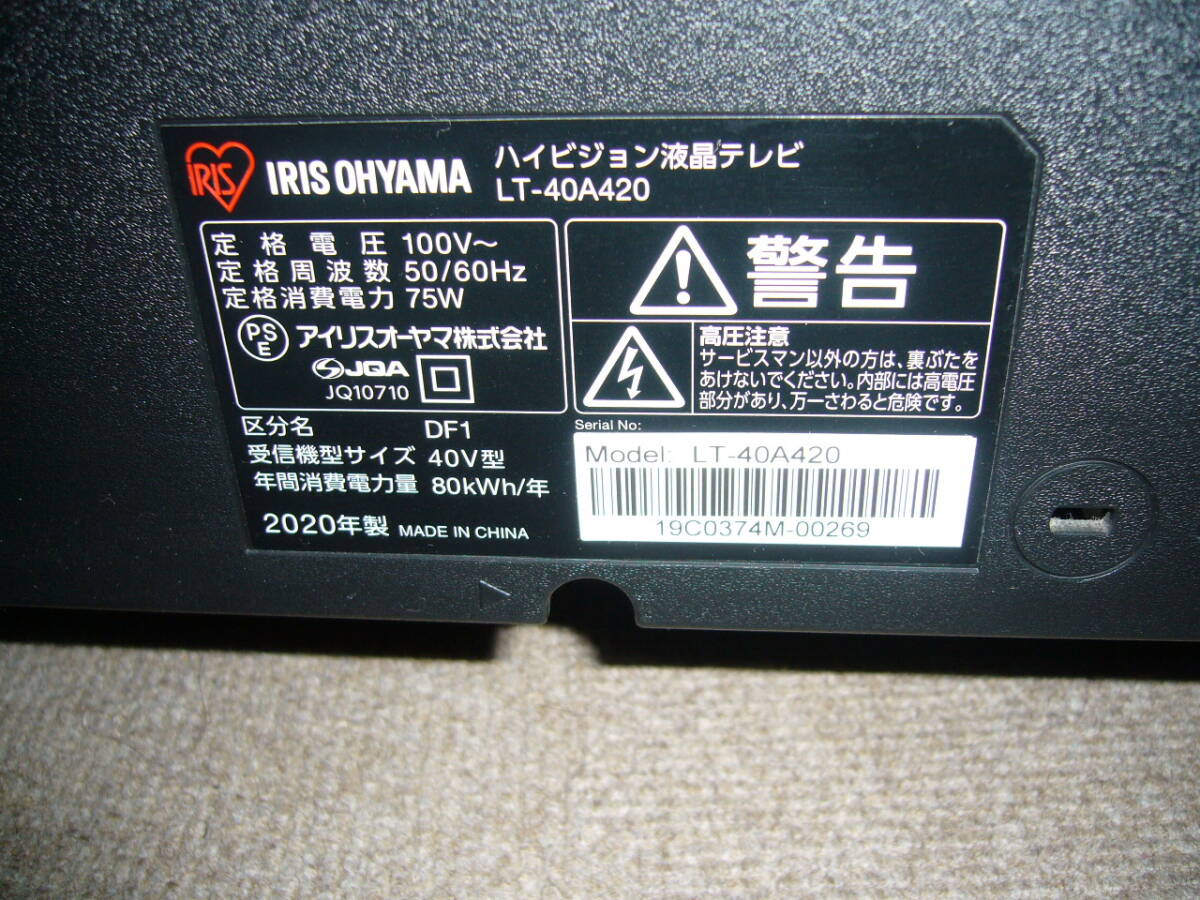 IRIS
IRIS OHYAMA
ハイビジョン液晶テレビ
LT-40A420
定格電圧 100V～
定格周波数 50/60Hz
定格消費電力 75W
PS
E
アイリスオーヤマ株式会社
JQA
JQ10710
警告
高圧注意
サービスマン以外の方は、裏ぶたを
あけないでください。内部には高電圧
部分があり、万一さわると危険です。
区分名 DF1
受信機型サイズ 40V型
年間消費電力量 80kWh/年
2020年製 MADE IN CHINA
Serial No:
Model: LT-40A420
19C0374M-00269